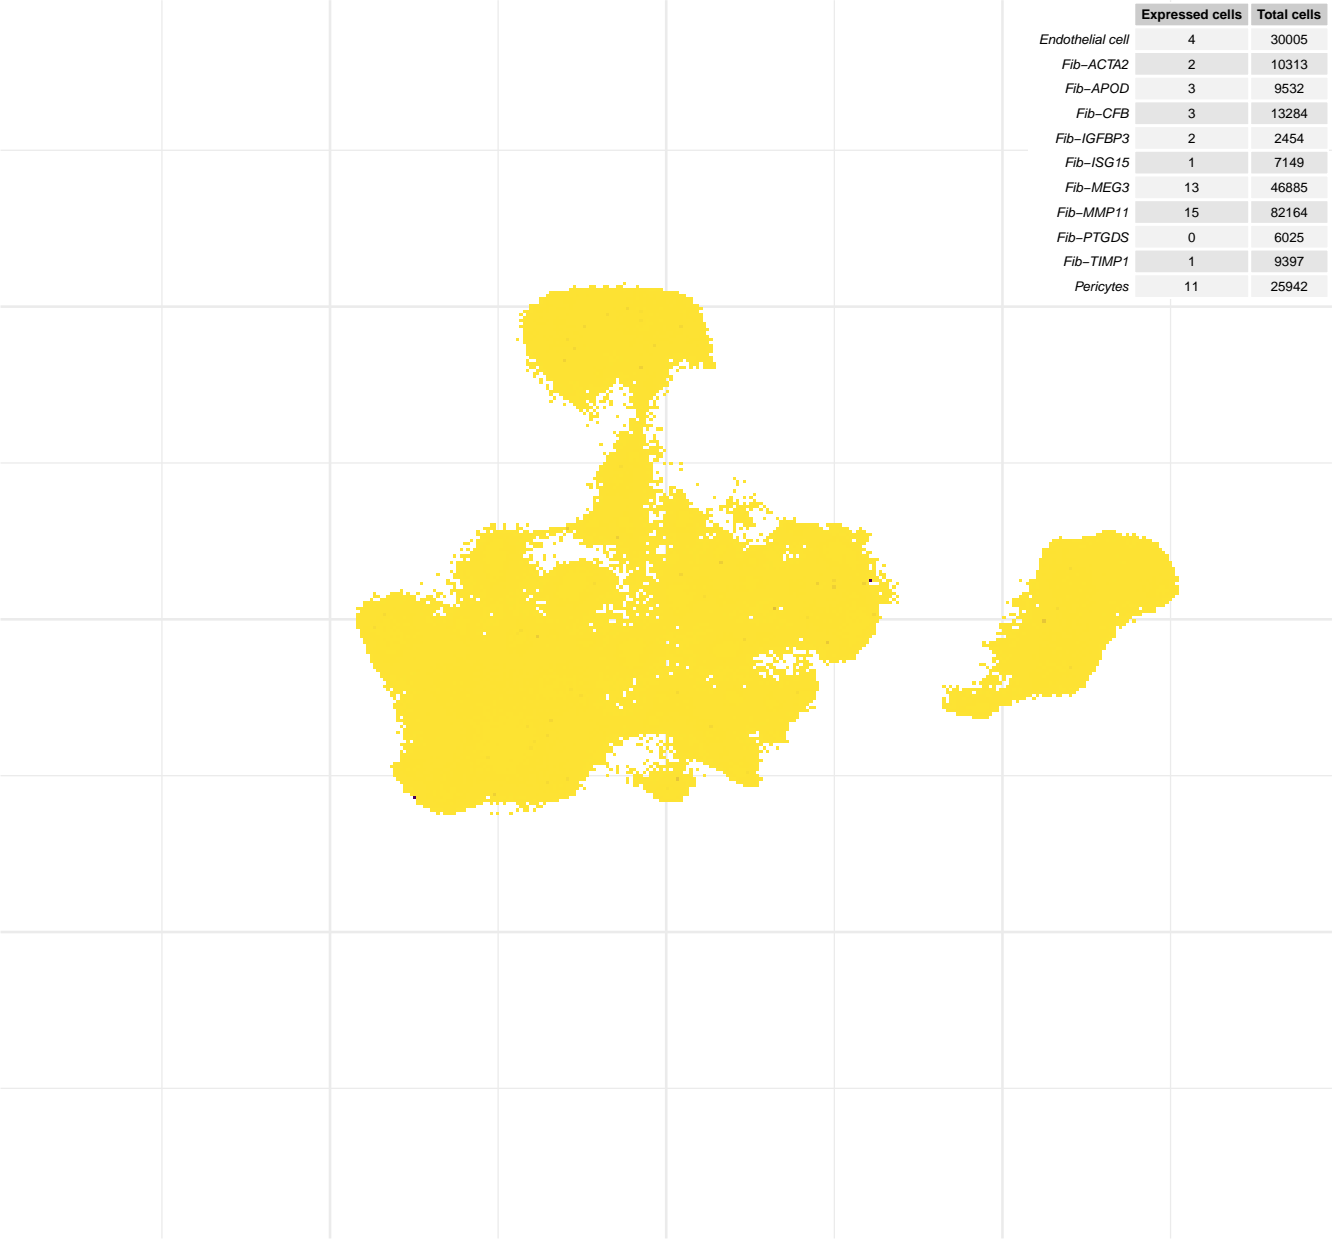 Expressed cells Total cells
Endothelial cell 4 30005
Fib−ACTA2 2 10313
Fib−APOD 3 9532
Fib−CFB 3 13284
Fib−IGFBP3 2 2454
Fib−ISG15 1 7149
Fib−MEG3 13 46885
Fib−MMP11 15 82164
Fib−PTGDS 0 6025
Fib−TIMP1 1 9397
Pericytes 11 25942